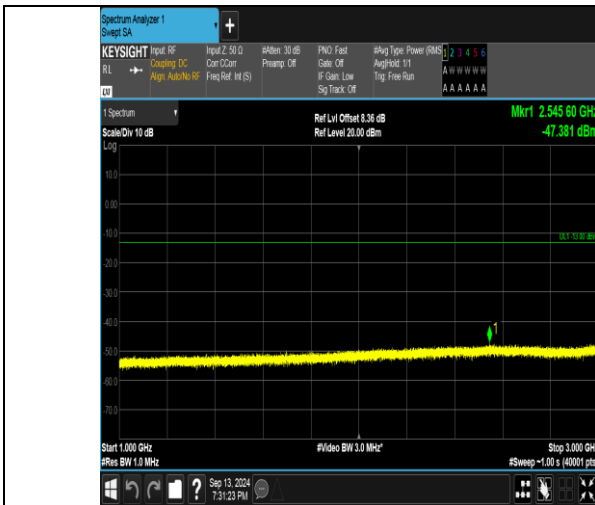 Spectrum Analyzer 1
Swept SA
+
KEYSIGHT Input: RF Input Z: 50 Ω #Atten: 30 dB PNO: Fast #Avg Type: Power (RMS 1 2 3 4 5 6
RL Coupling: DC Corr CCorr Preamp: Off Gate: Off Avg|Hold: 1/1 A W W W W W
Align: Auto/No RF Freq Ref: Int (S) IF Gain: Low Trig: Free Run
LXI Sig Track: Off A A A A A A
1 Spectrum Ref Lvl Offset 8.36 dB Mkr1 2.545 60 GHz
Scale/Div 10 dB Ref Level 20.00 dBm -47.381 dBm
Log
10.0
0.00
-10.0
DL1 -13.00 dBm
-20.0
-30.0
-40.0
1
-50.0
-60.0
-70.0
Start 1.000 GHz #Video BW 3.0 MHz* Stop 3.000 GHz
#Res BW 1.0 MHz #Sweep ~1.00 s (40001 pts
? Sep 13, 2024
7:31:23 PM